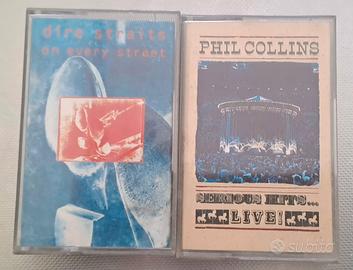 dire straits
on every street
PHIL COLLINS
SERIOUS HITS...
LIVE!
subito